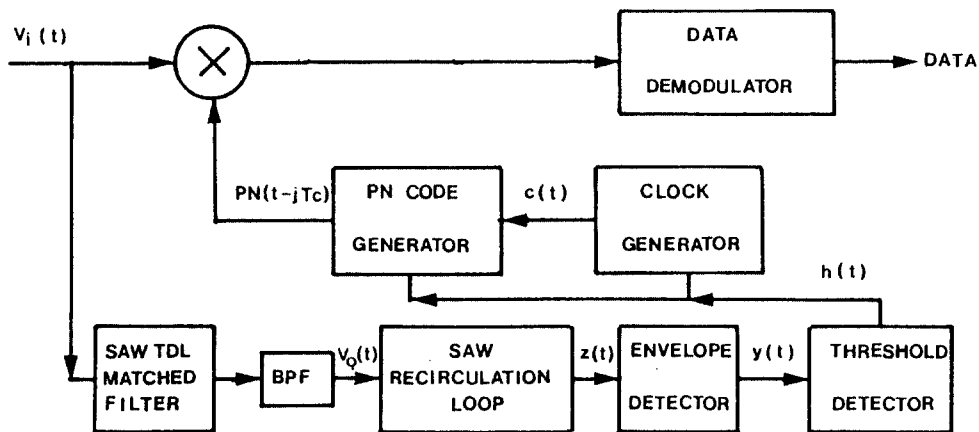 Vi(t)
DATA
DEMODULATOR
DATA
PN(t-jTc)
PN CODE
GENERATOR
c(t)
CLOCK
GENERATOR
h(t)
SAW TDL
MATCHED
FILTER
BPF
VQ(t)
SAW
RECIRCULATION
LOOP
z(t)
ENVELOPE
DETECTOR
y(t)
THRESHOLD
DETECTOR